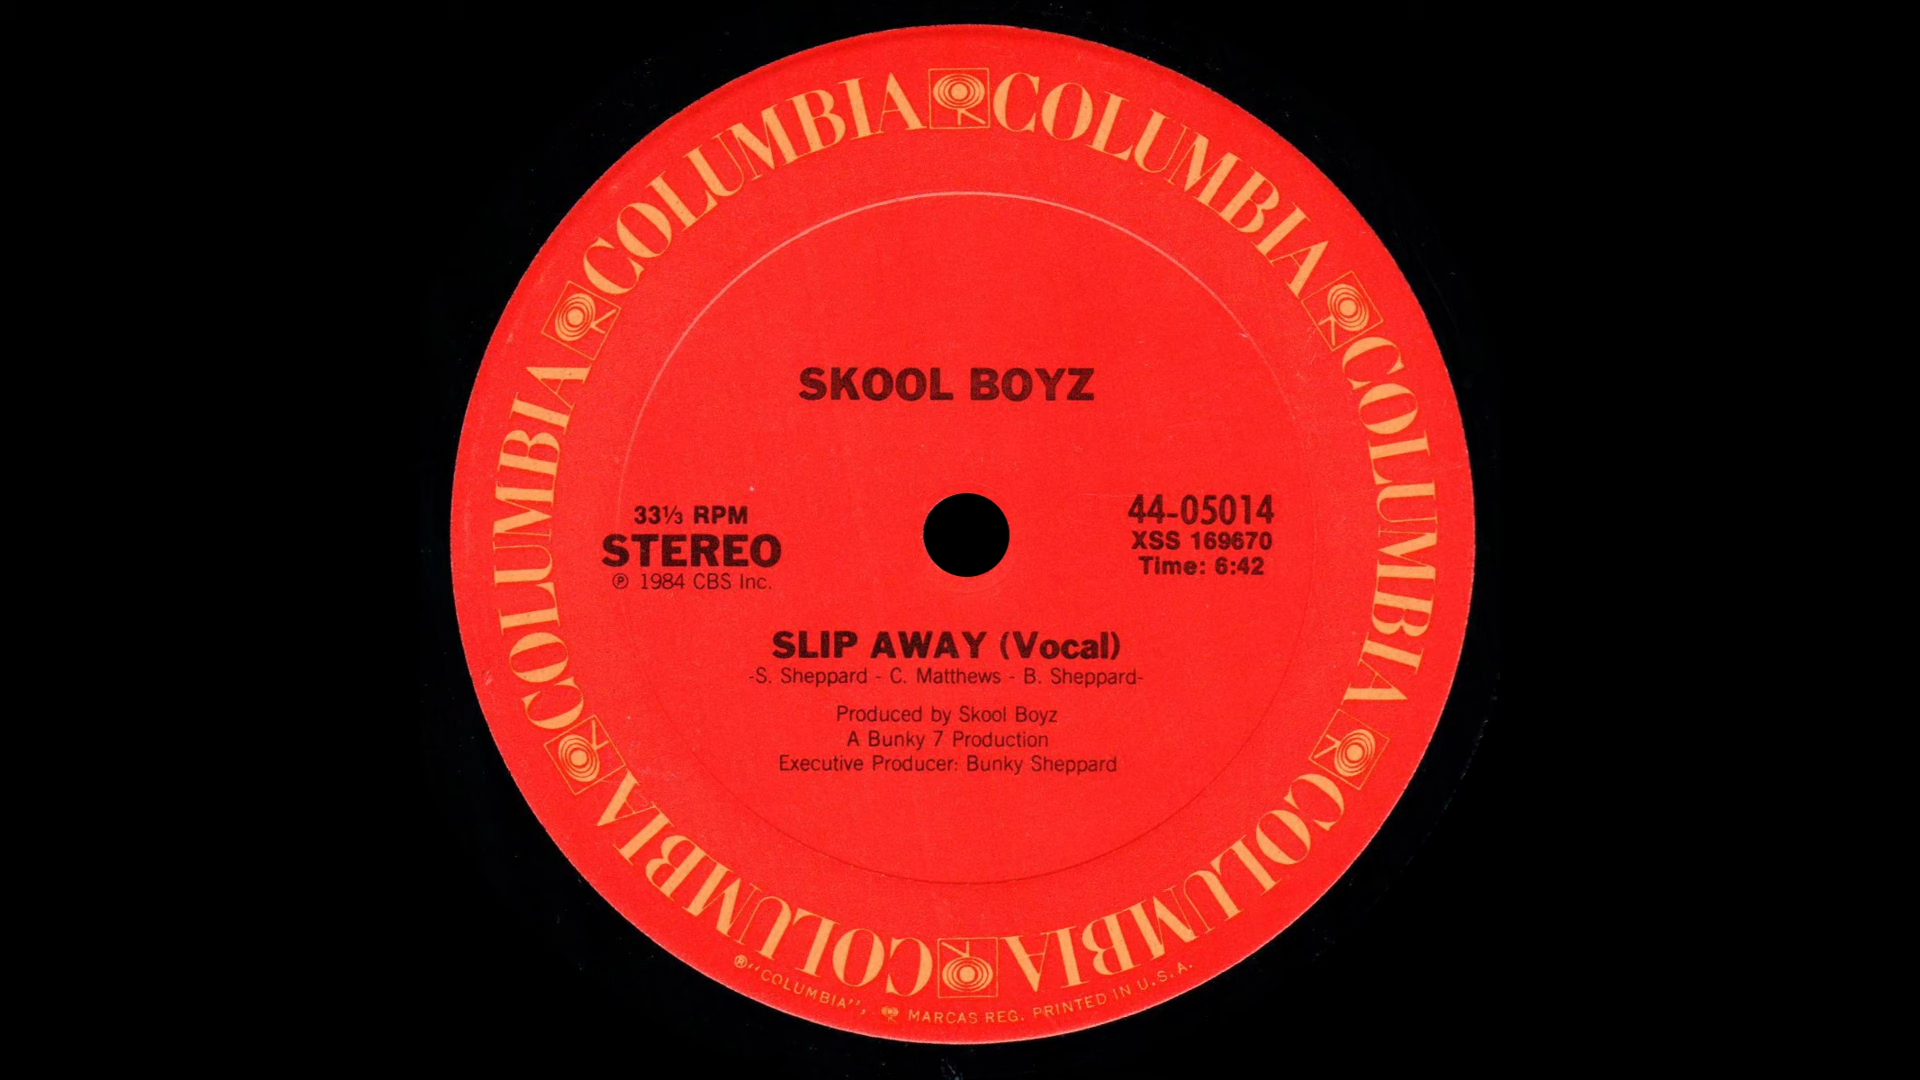 COLUMBIA COLUMBIA COLUMBIA COLUMBIA COLUMBIA COLUMBIA
SKOOL BOYZ
33⅓ RPM
STEREO
℗ 1984 CBS Inc.
44-05014
XSS 169670
Time: 6:42
SLIP AWAY (Vocal)
-S. Sheppard - C. Matthews - B. Sheppard-
Produced by Skool Boyz
A Bunky 7 Production
Executive Producer: Bunky Sheppard
®"COLUMBIA", MARCAS REG. PRINTED IN U.S.A.